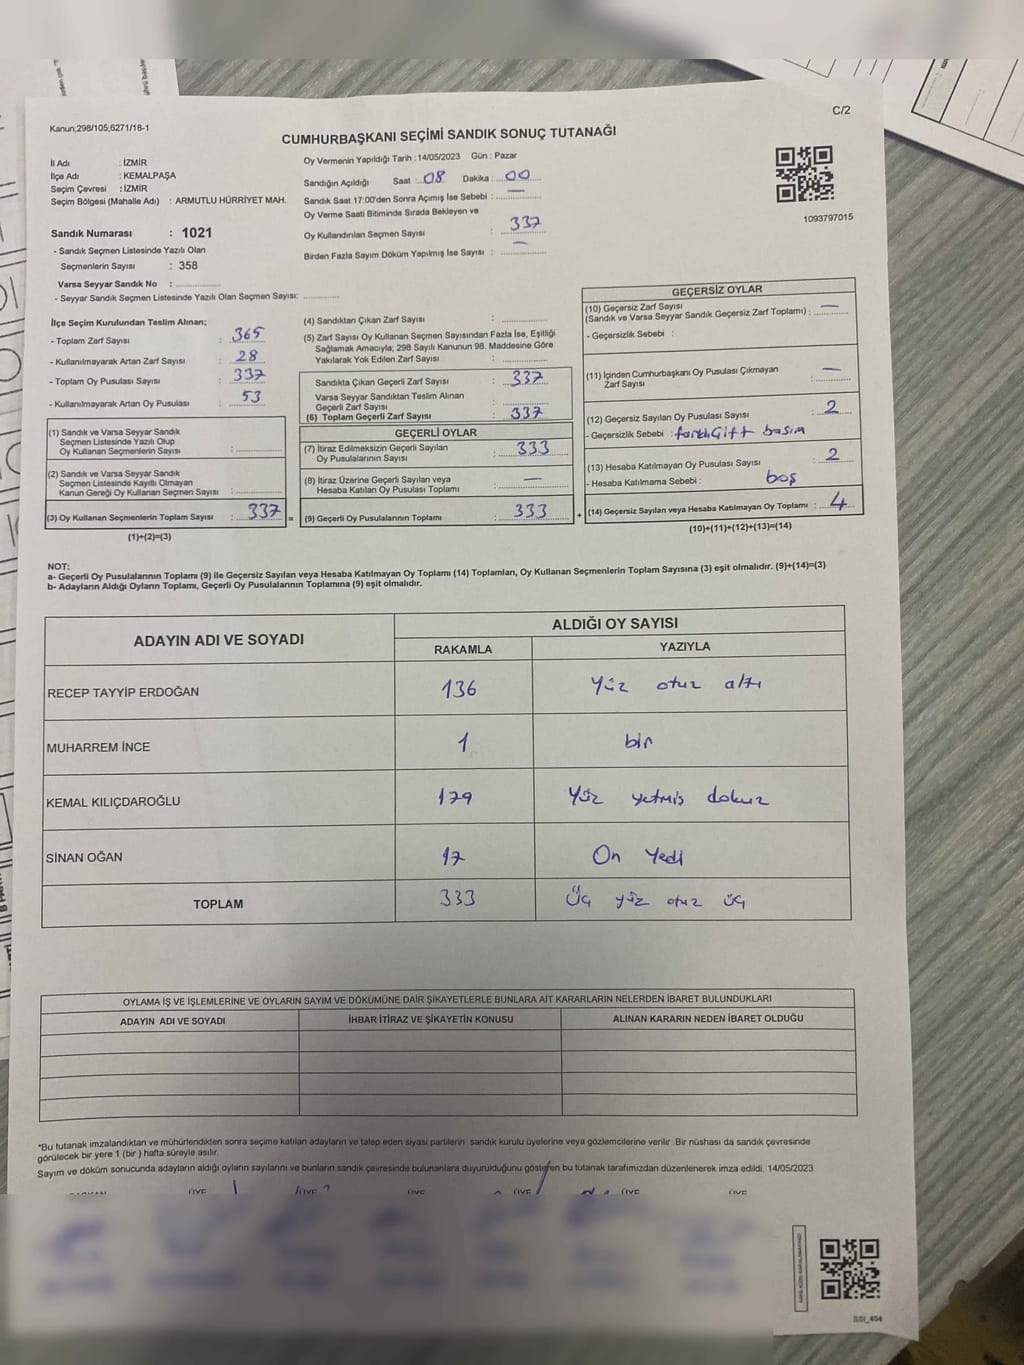 C/2
Kanun;298/105;6271/18-1
CUMHURBAŞKANI SEÇİMİ SANDIK SONUÇ TUTANAĞI
İl Adı : İZMİR
İlçe Adı : KEMALPAŞA
Seçim Çevresi : İZMİR
Seçim Bölgesi (Mahalle Adı) : ARMUTLU HÜRRİYET MAH.
Sandık Numarası : 1021
- Sandık Seçmen Listesinde Yazılı Olan
Seçmenlerin Sayısı : 358
Varsa Seyyar Sandık No :
- Seyyar Sandık Listesinde Yazılı Olan Seçmen Sayısı:
Oy Vermenin Yapıldığı Tarih : 14/05/2023 Gün : Pazar
Sandığın Açıldığı Saat : 08 Dakika : 00
Sandık Saat 17:00'den Sonra Açımış İse Sebebi : —
Oy Verme Saati Bitiminde Sırada Bekleyen ve
Oy Kullandırılan Seçmen Sayısı : 337
Birden Fazla Sayım Döküm Yapılmış İse Sayısı : —
1093797015
İlçe Seçim Kurulundan Teslim Alınan;
- Toplam Zarf Sayısı : 365
- Kullanılmayarak Artan Zarf Sayısı : 28
- Toplam Oy Pusulası Sayısı : 337
- Kullanılmayarak Artan Oy Pusulası : 53
(1) Sandık ve Varsa Seyyar Sandık
Seçmen Listesinde Yazılı Olup
Oy Kullanan Seçmenlerin Sayısı :
(2) Sandık ve Varsa Seyyar Sandık
Seçmen Listesinde Kayıtlı Olmayan
Kanun Gereği Oy Kullanan Seçmen Sayısı :
(3) Oy Kullanan Seçmenlerin Toplam Sayısı : 337 =
(1)+(2)=(3)
(4) Sandıktan Çıkan Zarf Sayısı :
(5) Zarf Sayısı Oy Kullanan Seçmen Sayısından Fazla İse, Eşitliği
Sağlamak Amacıyla; 298 Sayılı Kanunun 98. Maddesine Göre
Yakılarak Yok Edilen Zarf Sayısı :
Sandıkta Çıkan Geçerli Zarf Sayısı : 337
Varsa Seyyar Sandıktan Teslim Alınan
Geçerli Zarf Sayısı :
(6) Toplam Geçerli Zarf Sayısı : 337
GEÇERLİ OYLAR
(7) İtiraz Edilmeksizin Geçerli Sayılan
Oy Pusulalarının Sayısı : 333
(8) İtiraz Üzerine Geçerli Sayılan veya
Hesaba Katılan Oy Pusulası Toplamı : —
(9) Geçerli Oy Pusulalarının Toplamı : 333 +
GEÇERSİZ OYLAR
(10) Geçersiz Zarf Sayısı
(Sandık ve Varsa Seyyar Sandık Geçersiz Zarf Toplamı) : —
- Geçersizlik Sebebi :
(11) İçinden Cumhurbaşkanı Oy Pusulası Çıkmayan
Zarf Sayısı : —
(12) Geçersiz Sayılan Oy Pusulası Sayısı : 2
- Geçersizlik Sebebi : farklı Çift basım
(13) Hesaba Katılmayan Oy Pusulası Sayısı : 2
- Hesaba Katılmama Sebebi : boş
(14) Geçersiz Sayılan veya Hesaba Katılmayan Oy Toplamı : 4
(10)+(11)+(12)+(13)=(14)
NOT:
a- Geçerli Oy Pusulalarının Toplamı (9) ile Geçersiz Sayılan veya Hesaba Katılmayan Oy Toplamı (14) Toplamları, Oy Kullanan Seçmenlerin Toplam Sayısına (3) eşit olmalıdır. (9)+(14)=(3)
b- Adayların Aldığı Oyların Toplamı, Geçerli Oy Pusulalarının Toplamına (9) eşit olmalıdır.
ADAYIN ADI VE SOYADI ALDIĞI OY SAYISI
RAKAMLA YAZIYLA
RECEP TAYYİP ERDOĞAN 136 Yüz otuz altı
MUHARREM İNCE 1 bir
KEMAL KILIÇDAROĞLU 179 Yüz yetmiş dokuz
SİNAN OĞAN 17 On Yedi
TOPLAM 333 Üç yüz otuz üç
OYLAMA İŞ VE İŞLEMLERİNE VE OYLARIN SAYIM VE DÖKÜMÜNE DAİR ŞİKAYETLERLE BUNLARA AİT KARARLARIN NELERDEN İBARET BULUNDUKLARI
ADAYIN ADI VE SOYADI İHBAR İTİRAZ VE ŞİKAYETİN KONUSU ALINAN KARARIN NEDEN İBARET OLDUĞU
*Bu tutanak imzalandıktan ve mühürlendikten sonra seçime katılan adayların ve talep eden siyasi partilerin sandık kurulu üyelerine veya gözlemcilerine verilir .Bir nüshası da sandık çevresinde
görülecek bir yere 1 (bir ) hafta süreyle asılır.
Sayım ve döküm sonucunda adayların aldığı oyların sayılarını ve bunların sandık çevresinde bulunanlara duyurulduğunu gösteren bu tutanak tarafımızdan düzenlenerek imza edildi. 14/05/2023
BAŞKAN ÜYE ÜYE ÜYE ÜYE ÜYE ÜYE